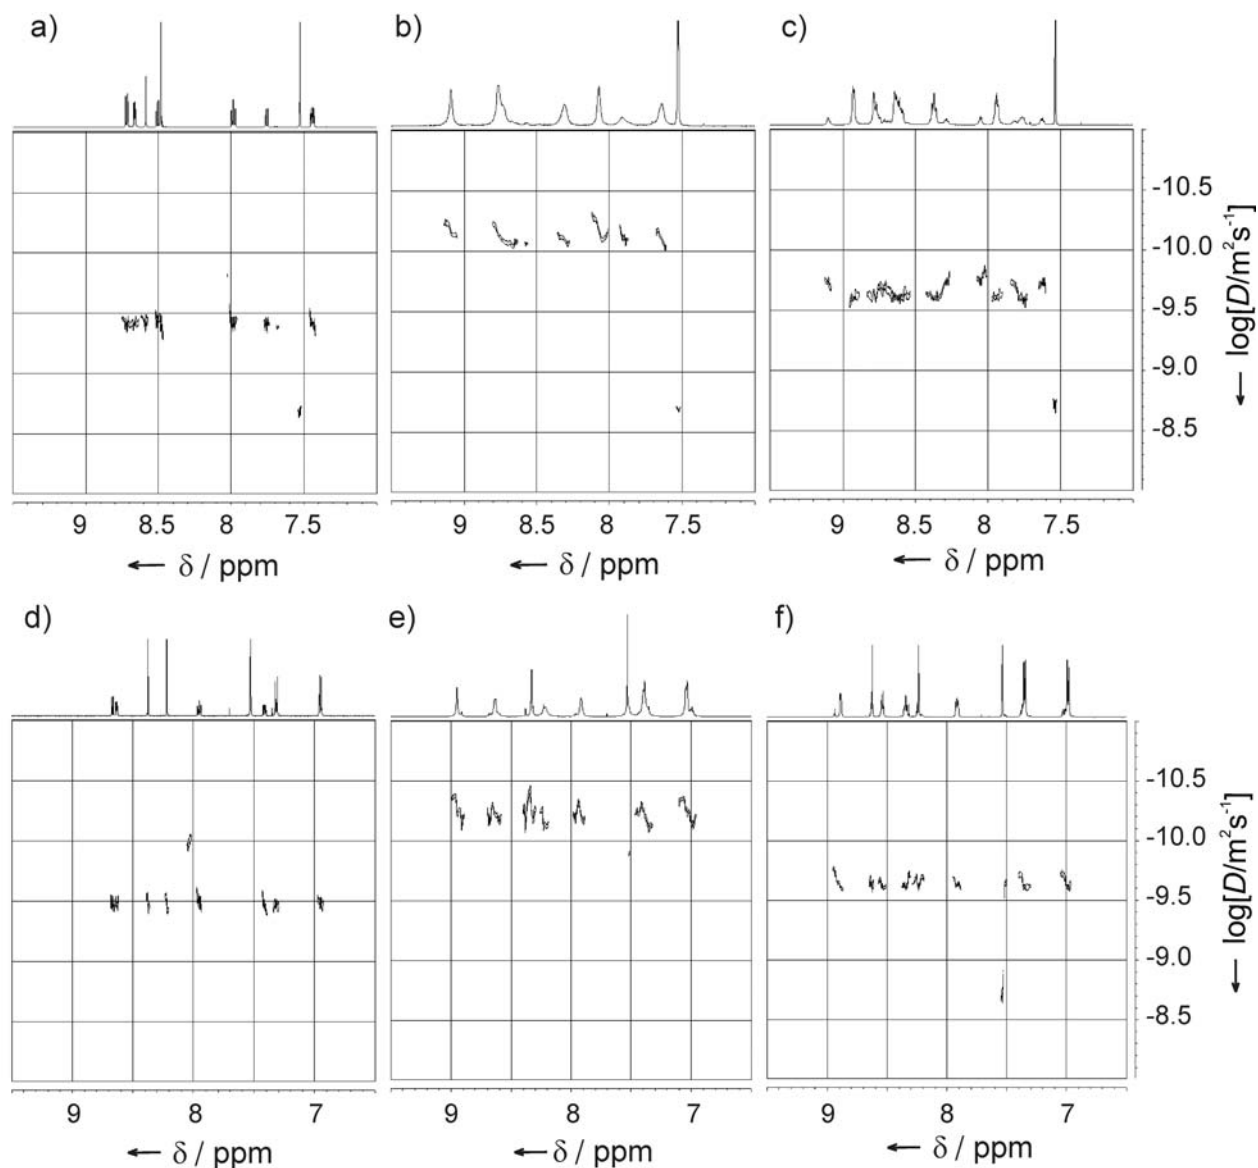 a)
b)
c)
-10.5
-10.0
-9.5
-9.0
-8.5
← log[D/m²s⁻¹]
9 8.5 8 7.5
9 8.5 8 7.5
9 8.5 8 7.5
← δ / ppm
← δ / ppm
← δ / ppm
d)
e)
f)
-10.5
-10.0
-9.5
-9.0
-8.5
← log[D/m²s⁻¹]
9 8 7
9 8 7
9 8 7
← δ / ppm
← δ / ppm
← δ / ppm